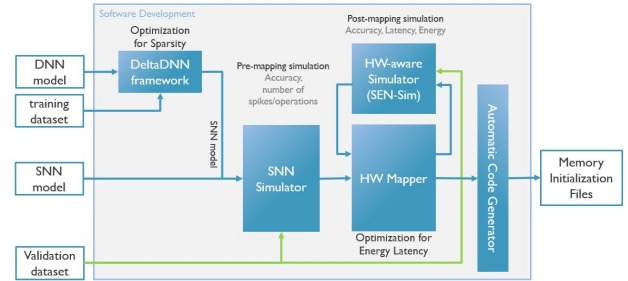 Software Development
Optimization
for Sparsity
Post-mapping simulation
Accuracy, Latency, Energy
DNN
model
DeltaDNN
framework
Pre-mapping simulation
Accuracy,
number of
spikes/operations
HW-aware
Simulator
(SEN-Sim)
training
dataset
SNN model
SNN
model
SNN
Simulator
HW Mapper
Automatic Code Generator
Memory
Initialization
Files
Optimization for
Energy Latency
Validation
dataset